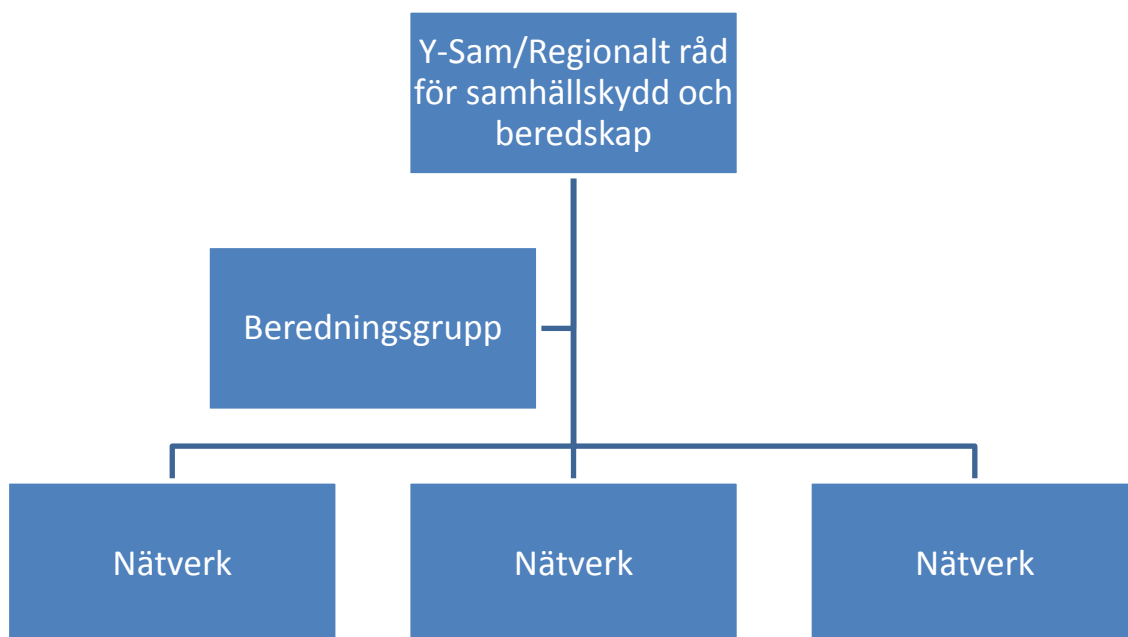 Y-Sam/Regionalt råd
för samhällskydd och
beredskap
Beredningsgrupp
Nätverk
Nätverk
Nätverk